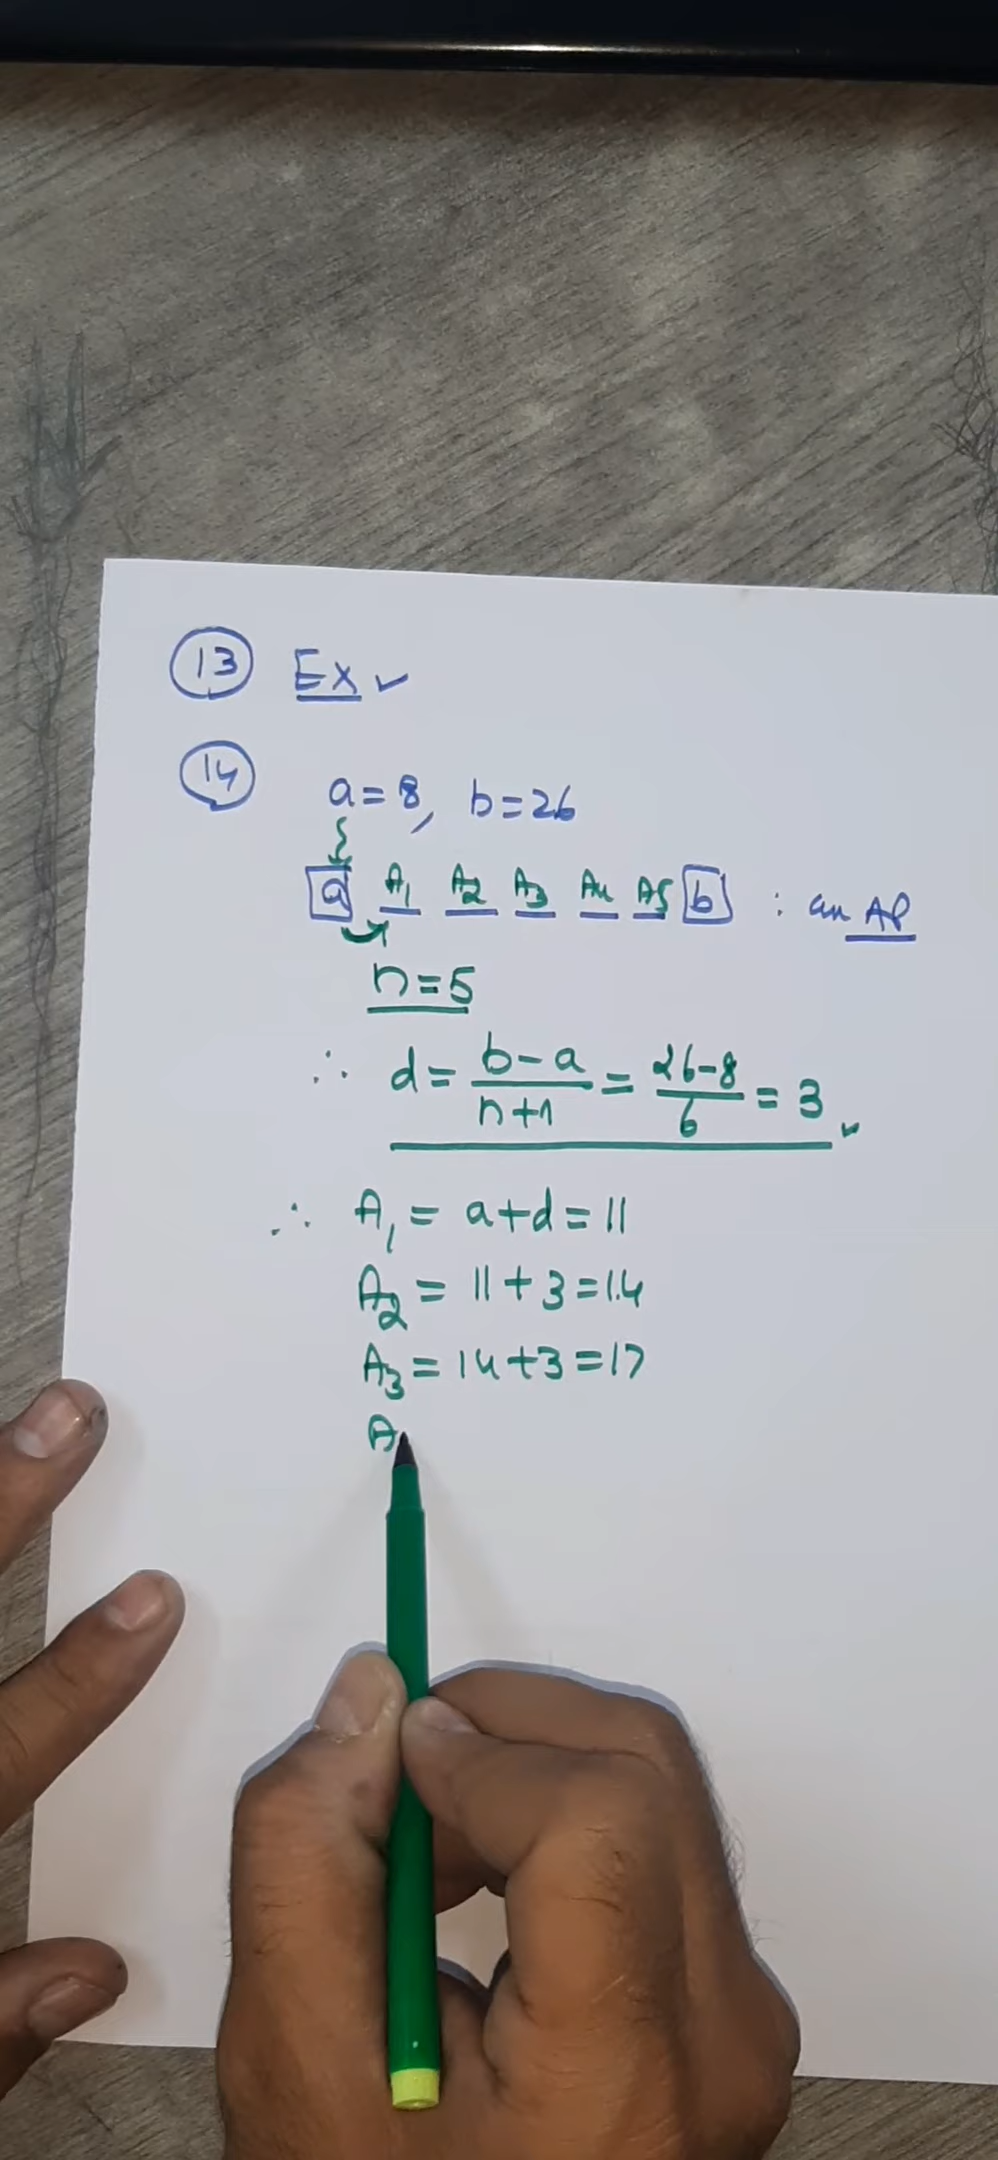 13 Ex ✓
14 a = 8, b = 26
a A₁ A₂ A₃ A₄ A₅ b : an AP
n = 5
∴ d = (b-a)/(n+1) = (26-8)/6 = 3 ✓
∴ A₁ = a+d = 11
A₂ = 11+3 = 14
A₃ = 14+3 = 17
A